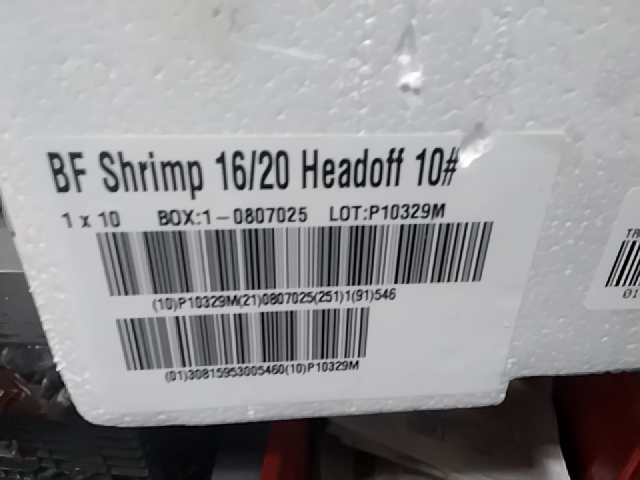 BF Shrimp 16/20 Headoff 10#
1 x 10 BOX:1-0807025 LOT:P10329M
(10)P10329M(21)0807025(251)1(91)546
(01)30815953005460(10)P10329M